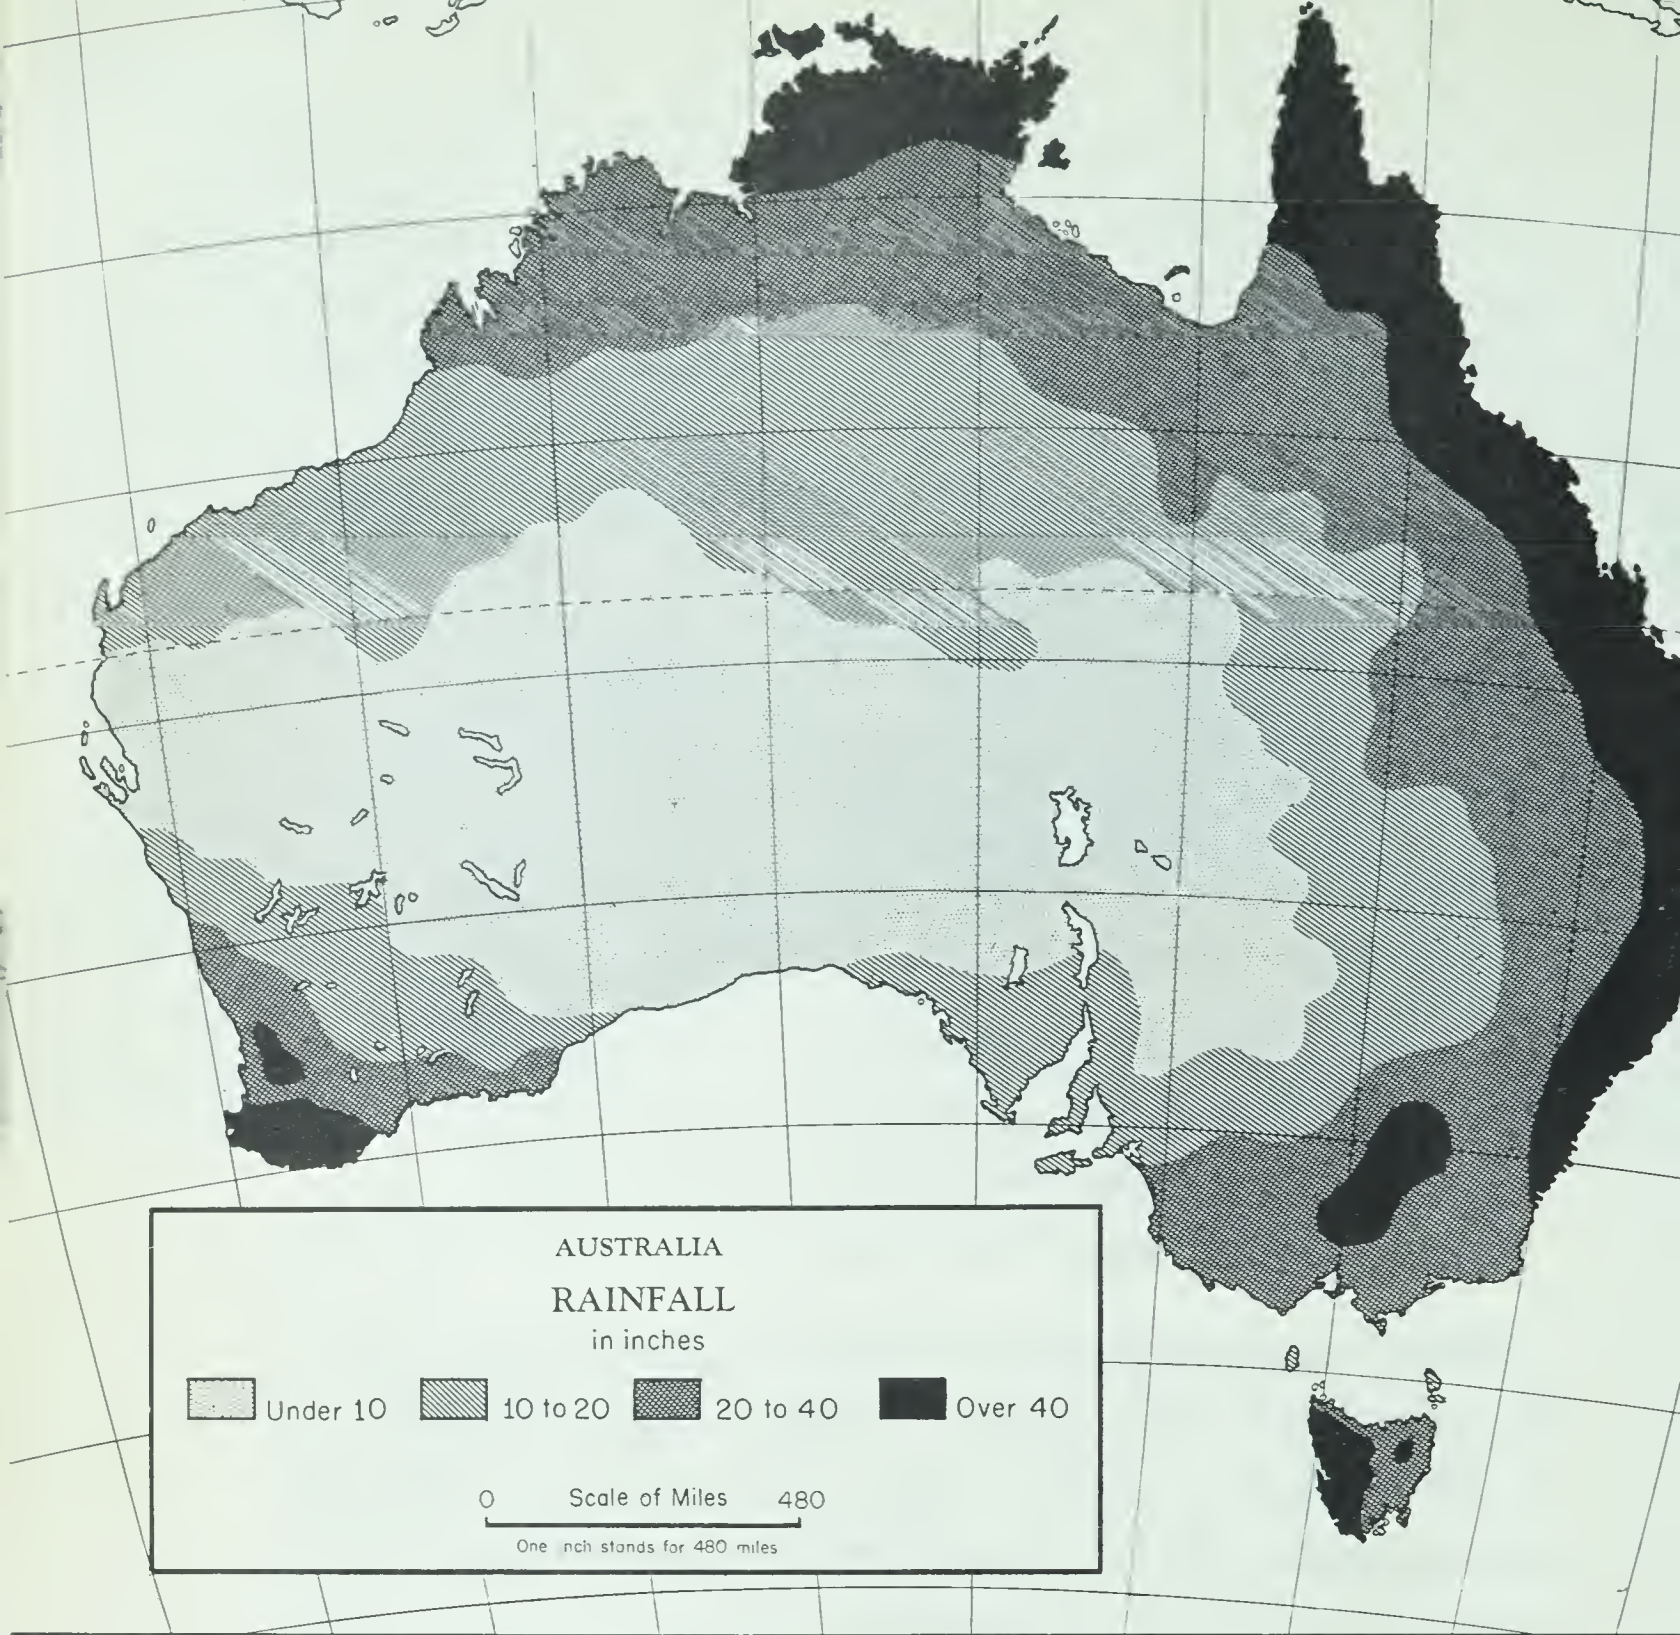 AUSTRALIA
RAINFALL
in inches
Under 10 10 to 20 20 to 40 Over 40
0 Scale of Miles 480
One nch stands for 480 miles